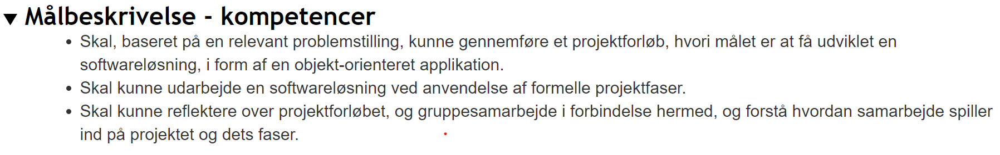 Målbeskrivelse - kompetencer
• Skal, baseret på en relevant problemstilling, kunne gennemføre et projektforløb, hvori målet er at få udviklet en
softwareløsning, i form af en objekt-orienteret applikation.
• Skal kunne udarbejde en softwareløsning ved anvendelse af formelle projektfaser.
• Skal kunne reflektere over projektforløbet, og gruppesamarbejde i forbindelse hermed, og forstå hvordan samarbejde spiller
ind på projektet og dets faser.